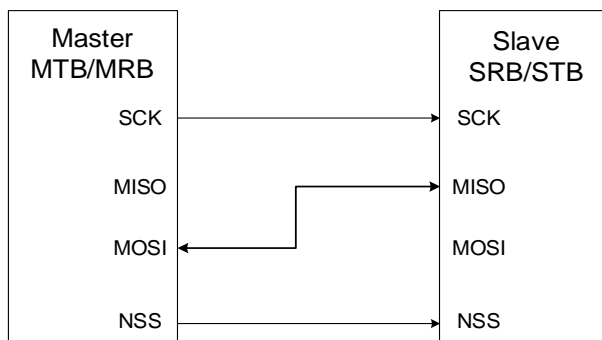 Master
MTB/MRB
SCK
MISO
MOSI
NSS
Slave
SRB/STB
SCK
MISO
MOSI
NSS